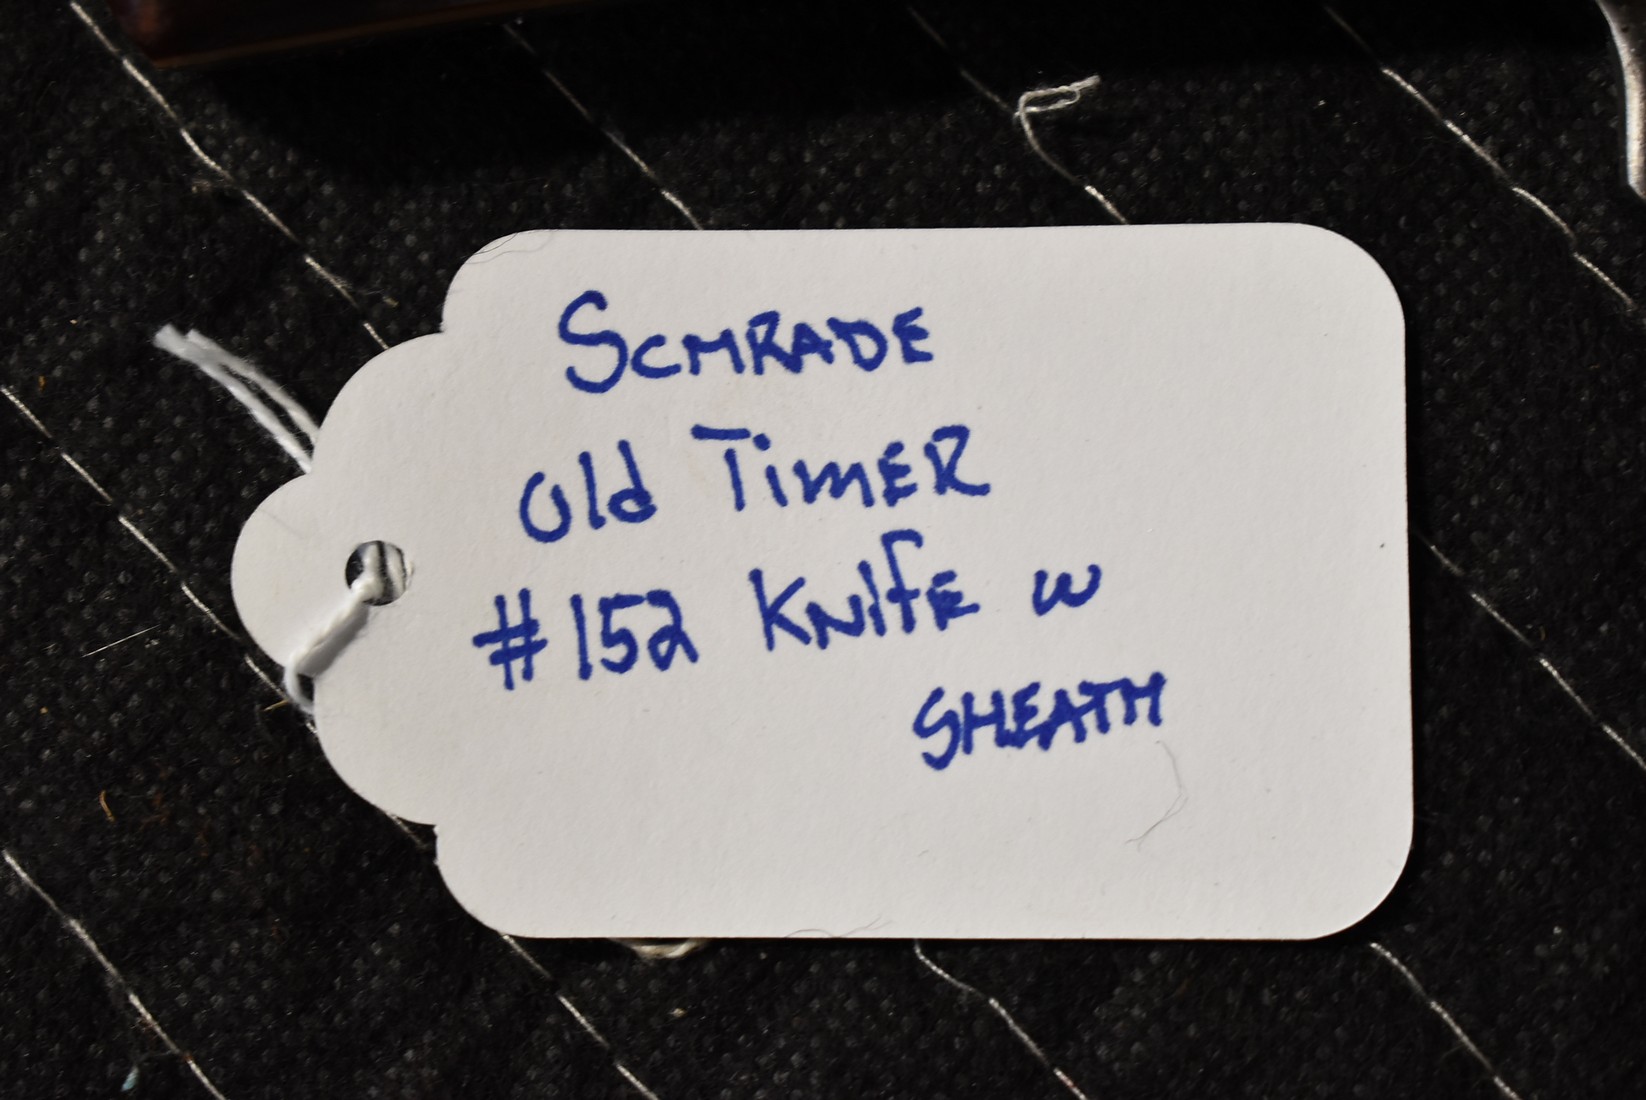 SCHRADE
Old TimER
#152 KNIFE w
SHEATH